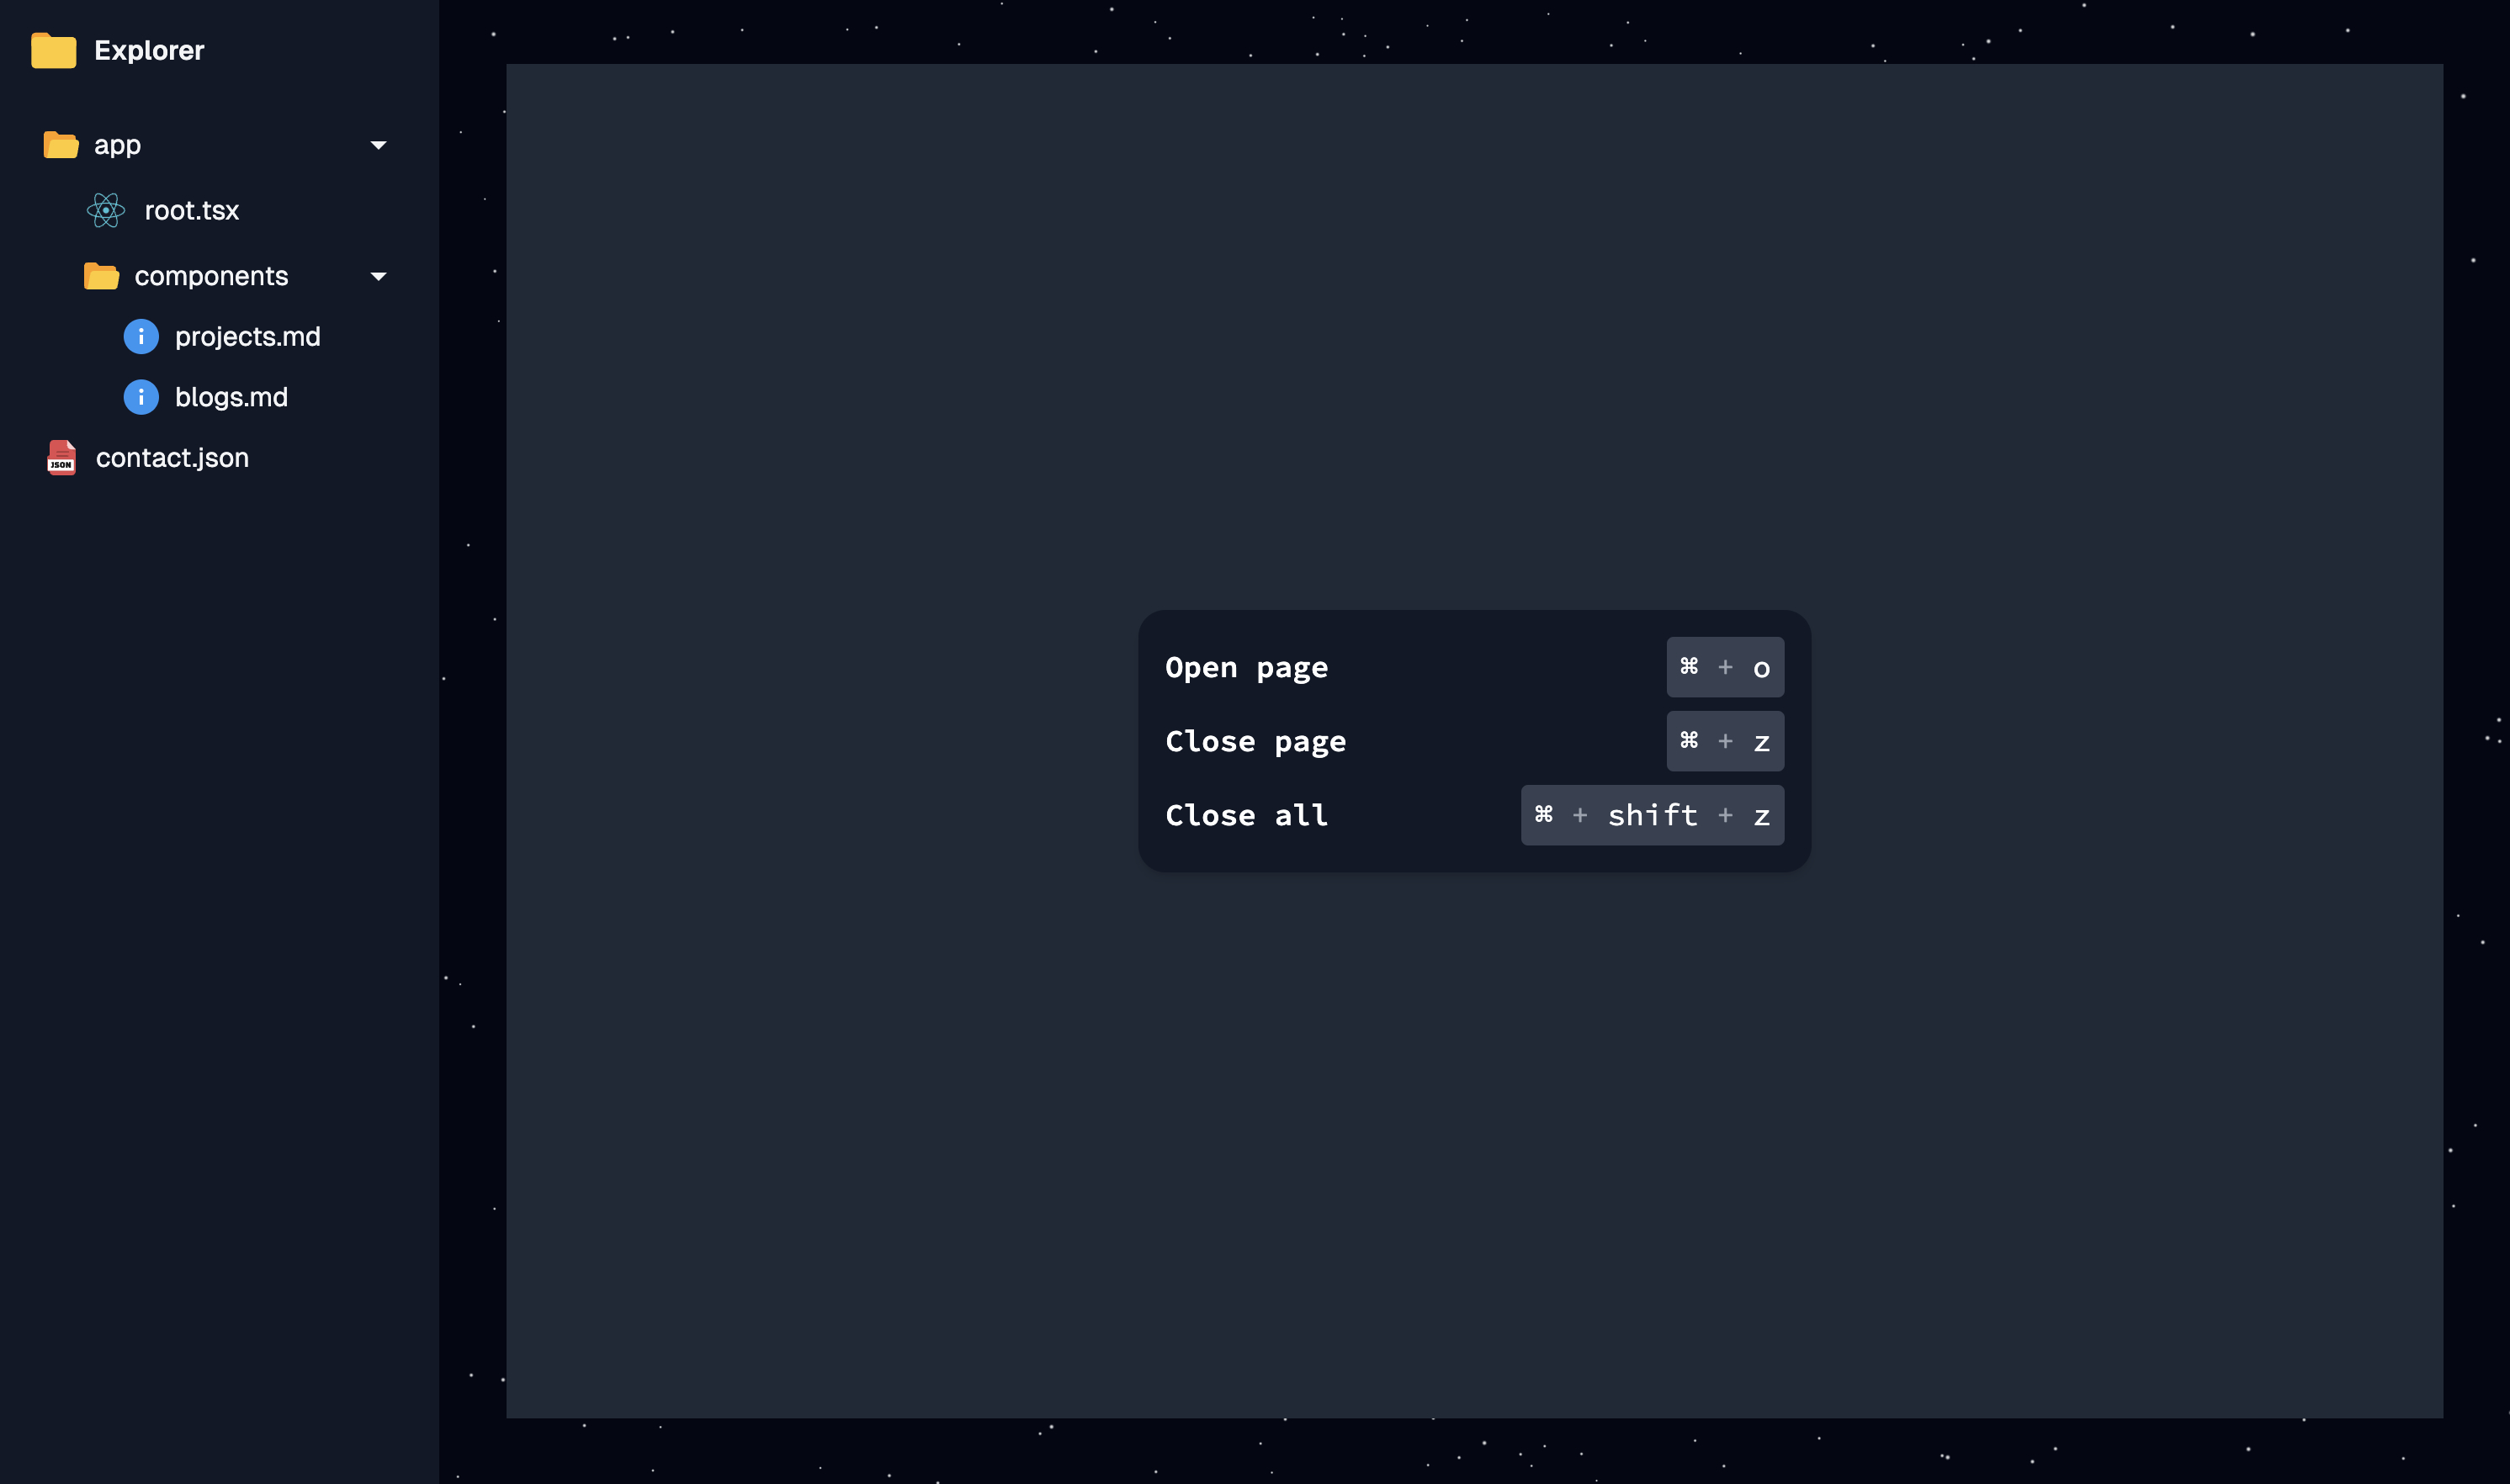 Explorer
app
root.tsx
components
projects.md
blogs.md
JSON
contact.json
Open page ⌘ + o
Close page ⌘ + z
Close all ⌘ + shift + z